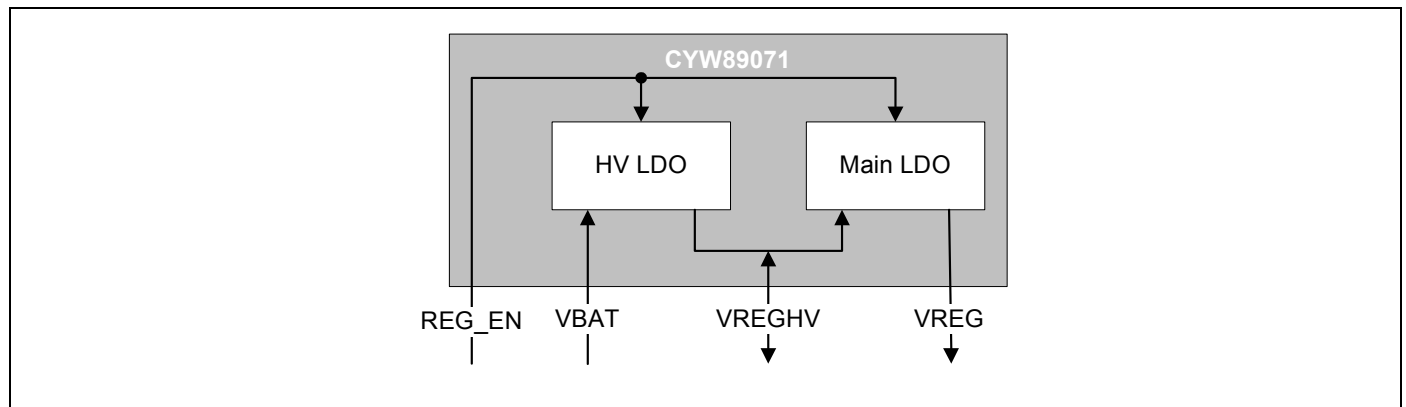 CYW89071
HV LDO
Main LDO
REG_EN
VBAT
VREGHV
VREG